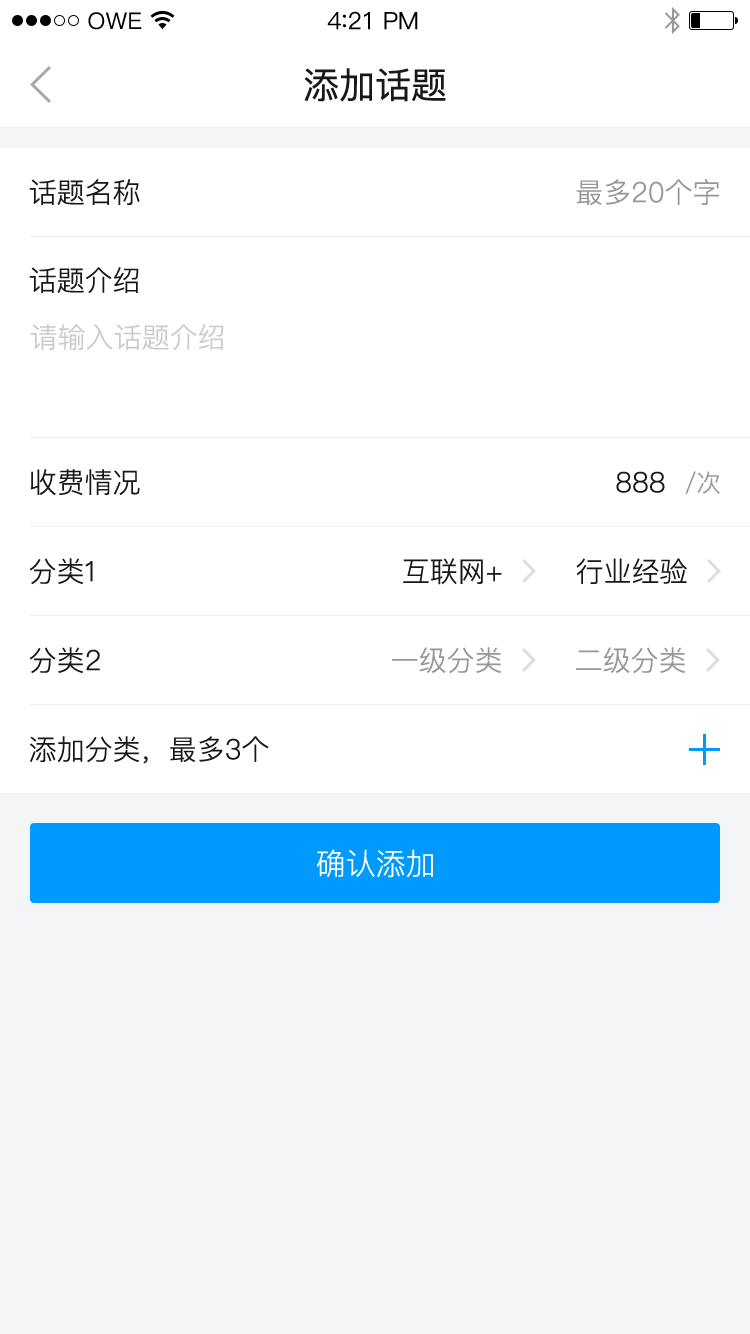 OWE 4:21 PM
添加话题
话题名称 最多20个字
话题介绍
请输入话题介绍
收费情况 888 /次
分类1 互联网+ 行业经验
分类2 一级分类 二级分类
添加分类，最多3个
确认添加